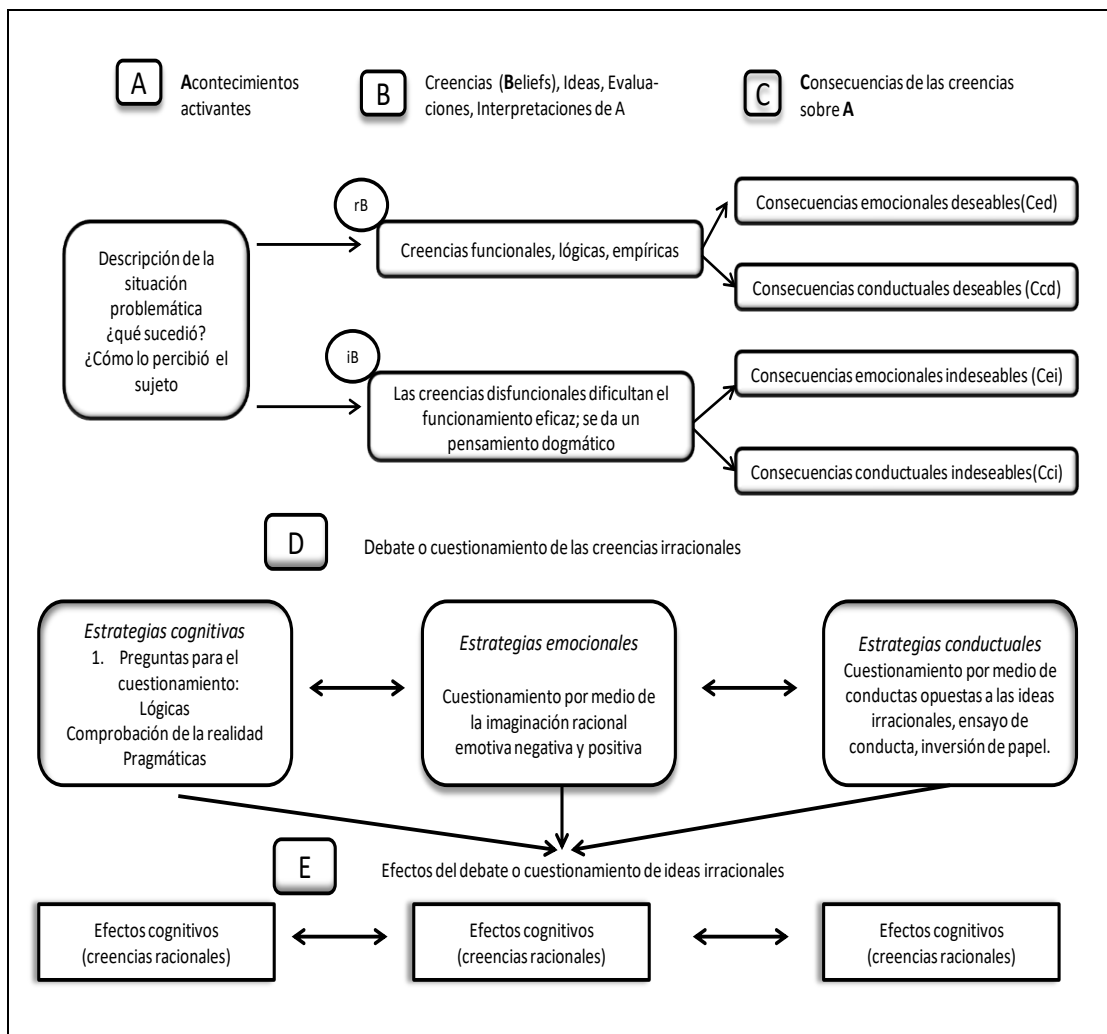 A
Acontecimientos
activantes
B
Creencias (Beliefs), Ideas, Evalua-
ciones, Interpretaciones de A
C
Consecuencias de las creencias
sobre A
Descripción de la
situación
problemática
¿qué sucedió?
¿Cómo lo percibió el
sujeto
rB
Creencias funcionales, lógicas, empíricas
Consecuencias emocionales deseables(Ced)
Consecuencias conductuales deseables (Ccd)
iB
Las creencias disfuncionales dificultan el
funcionamiento eficaz; se da un
pensamiento dogmático
Consecuencias emocionales indeseables (Cei)
Consecuencias conductuales indeseables(Cci)
D
Debate o cuestionamiento de las creencias irracionales
Estrategias cognitivas
1. Preguntas para el
cuestionamiento:
Lógicas
Comprobación de la realidad
Pragmáticas
Estrategias emocionales
Cuestionamiento por medio de
la imaginación racional
emotiva negativa y positiva
Estrategias conductuales
Cuestionamiento por medio de
conductas opuestas a las ideas
irracionales, ensayo de
conducta, inversión de papel.
E
Efectos del debate o cuestionamiento de ideas irracionales
Efectos cognitivos
(creencias racionales)
Efectos cognitivos
(creencias racionales)
Efectos cognitivos
(creencias racionales)